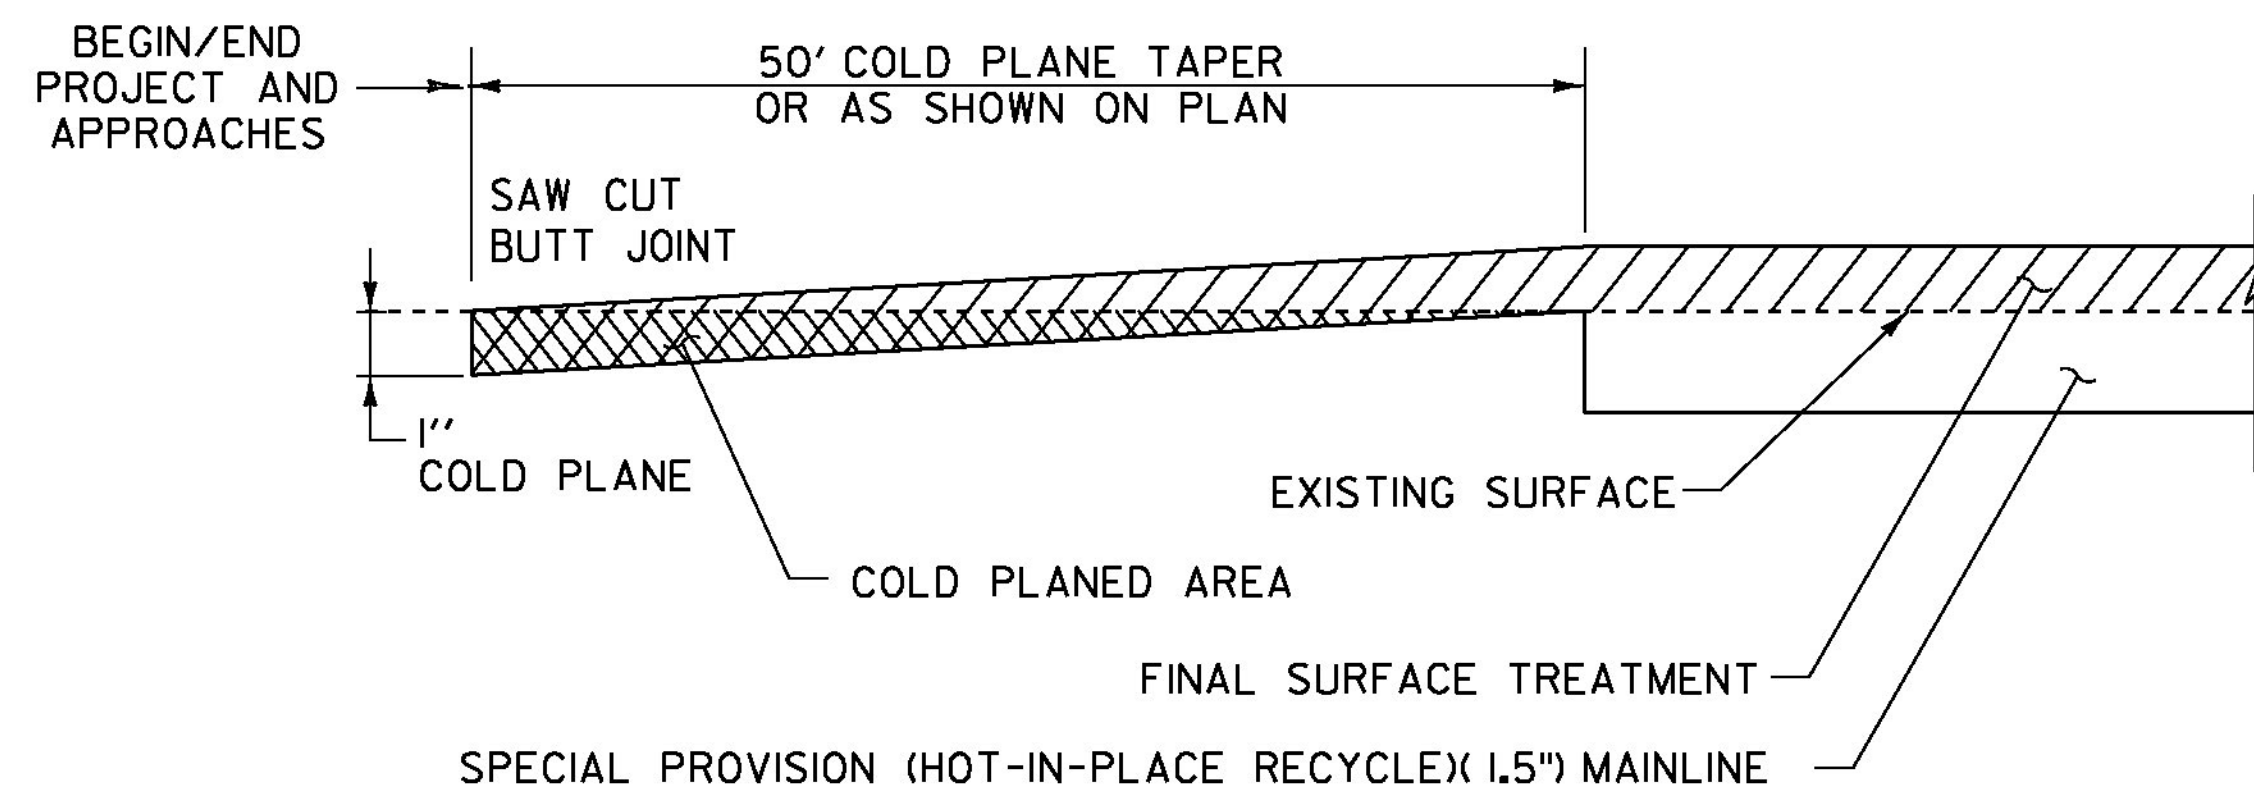 BEGIN/END
PROJECT AND
APPROACHES
50' COLD PLANE TAPER
OR AS SHOWN ON PLAN
SAW CUT
BUTT JOINT
1"
COLD PLANE
EXISTING SURFACE
COLD PLANED AREA
FINAL SURFACE TREATMENT
SPECIAL PROVISION (HOT-IN-PLACE RECYCLE)(1.5") MAINLINE